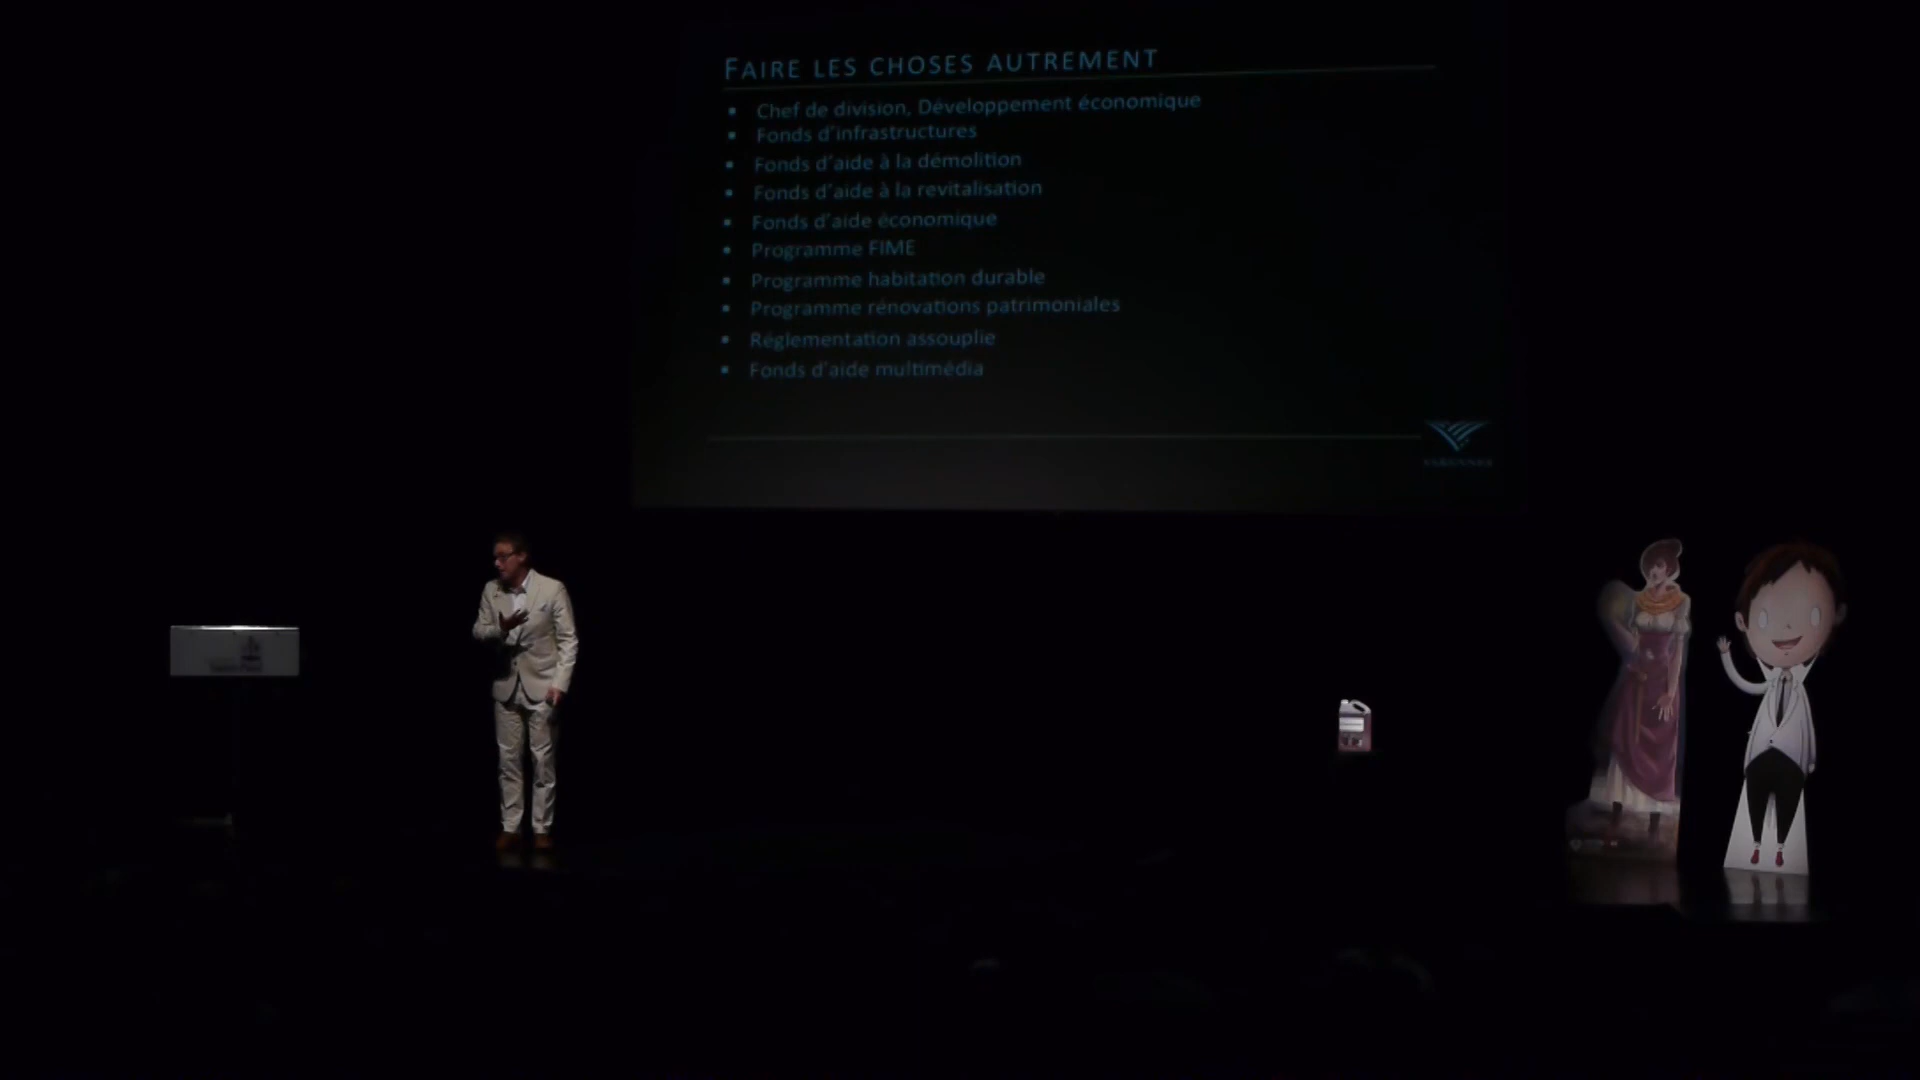 FAIRE LES CHOSES AUTREMENT
▪ Chef de division, Développement économique
▪ Fonds d'infrastructures
▪ Fonds d'aide à la démolition
▪ Fonds d'aide à la revitalisation
▪ Fonds d'aide économique
▪ Programme FIME
▪ Programme habitation durable
▪ Programme rénovations patrimoniales
▪ Réglementation assouplie
▪ Fonds d'aide multimédia